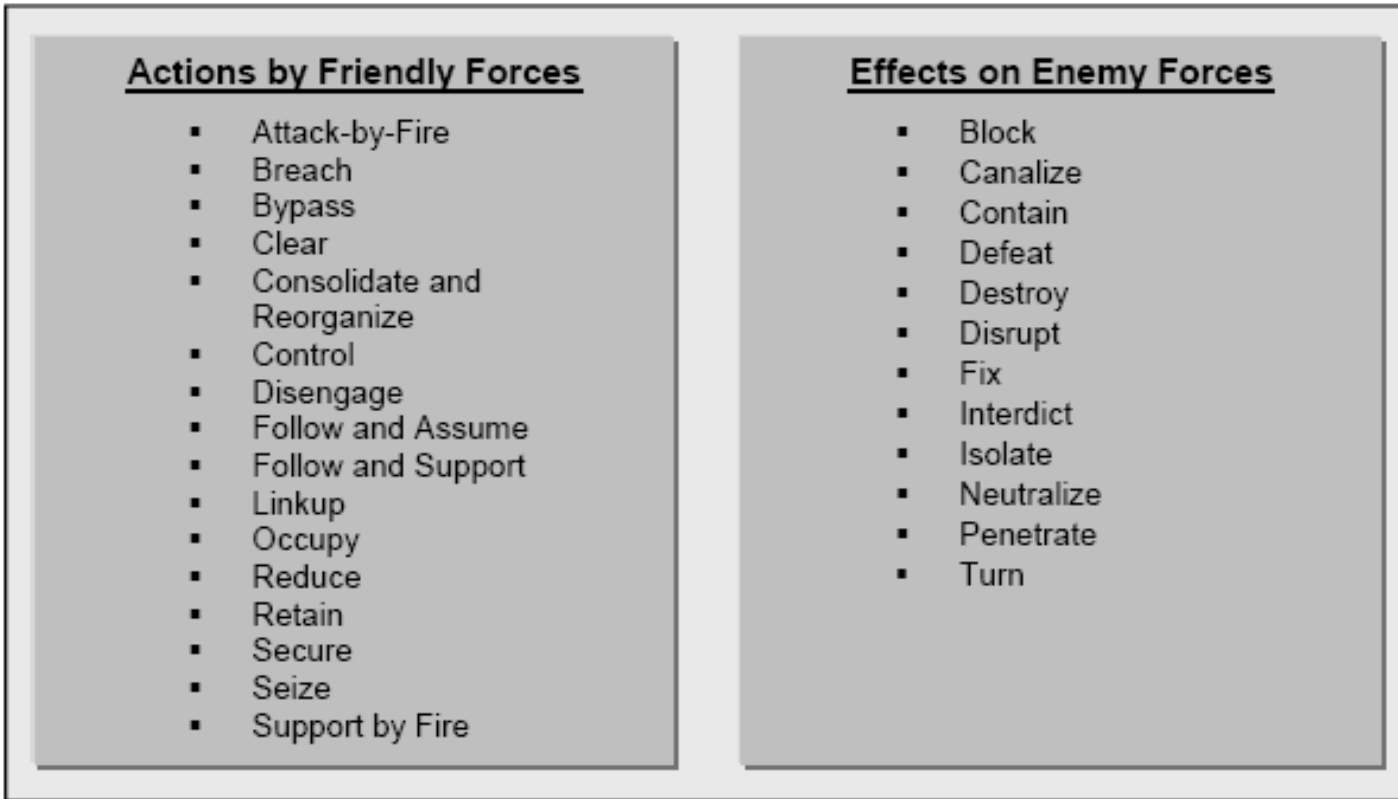 Actions by Friendly Forces
▪ Attack-by-Fire
▪ Breach
▪ Bypass
▪ Clear
▪ Consolidate and
Reorganize
▪ Control
▪ Disengage
▪ Follow and Assume
▪ Follow and Support
▪ Linkup
▪ Occupy
▪ Reduce
▪ Retain
▪ Secure
▪ Seize
▪ Support by Fire
Effects on Enemy Forces
▪ Block
▪ Canalize
▪ Contain
▪ Defeat
▪ Destroy
▪ Disrupt
▪ Fix
▪ Interdict
▪ Isolate
▪ Neutralize
▪ Penetrate
▪ Turn